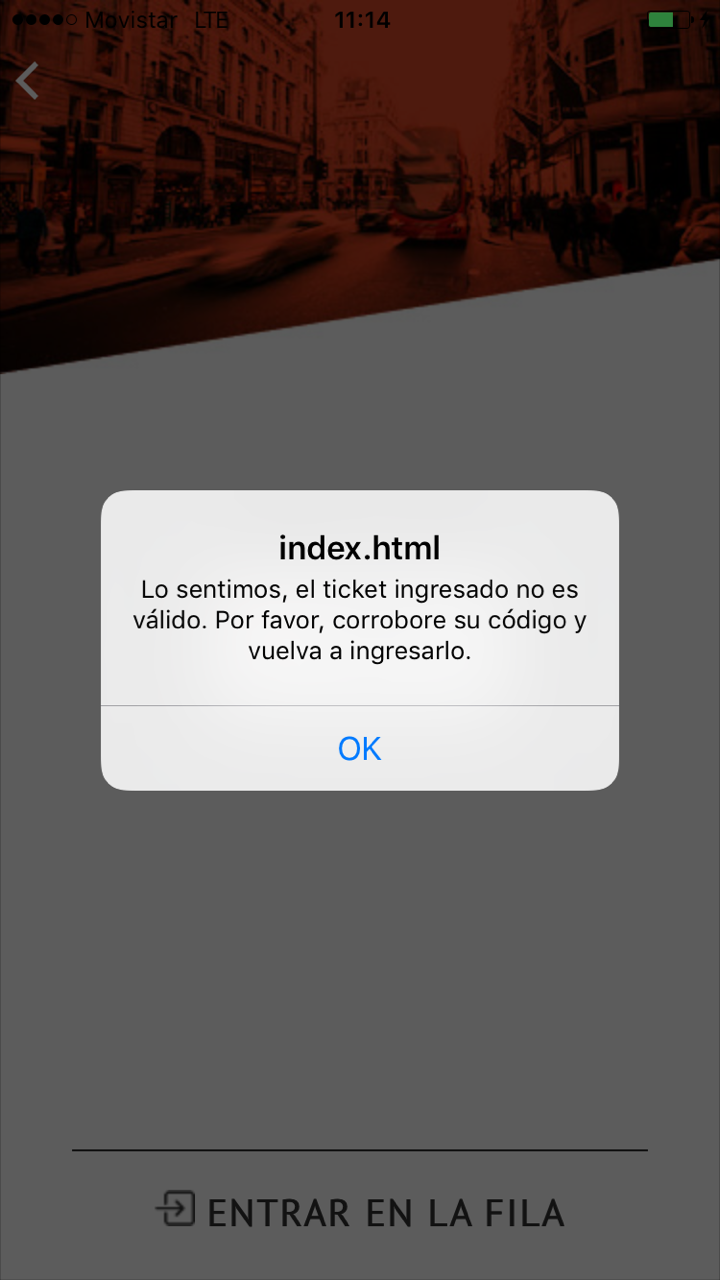 Movistar LTE 11:14
index.html
Lo sentimos, el ticket ingresado no es
válido. Por favor, corrobore su código y
vuelva a ingresarlo.
OK
ENTRAR EN LA FILA